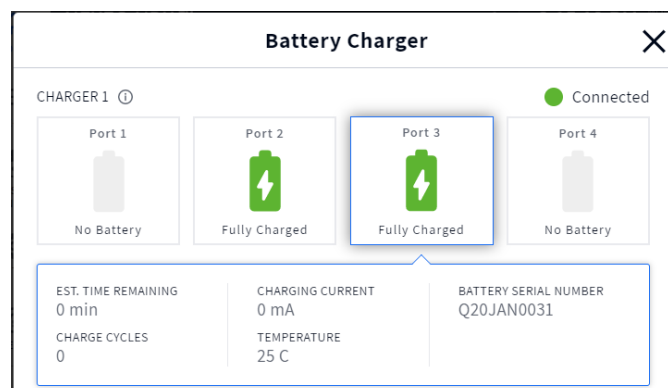 Battery Charger
CHARGER 1
Connected
Port 1
Port 2
Port 3
Port 4
No Battery
Fully Charged
Fully Charged
No Battery
EST. TIME REMAINING
0 min
CHARGING CURRENT
0 mA
BATTERY SERIAL NUMBER
Q20JAN0031
CHARGE CYCLES
0
TEMPERATURE
25 C